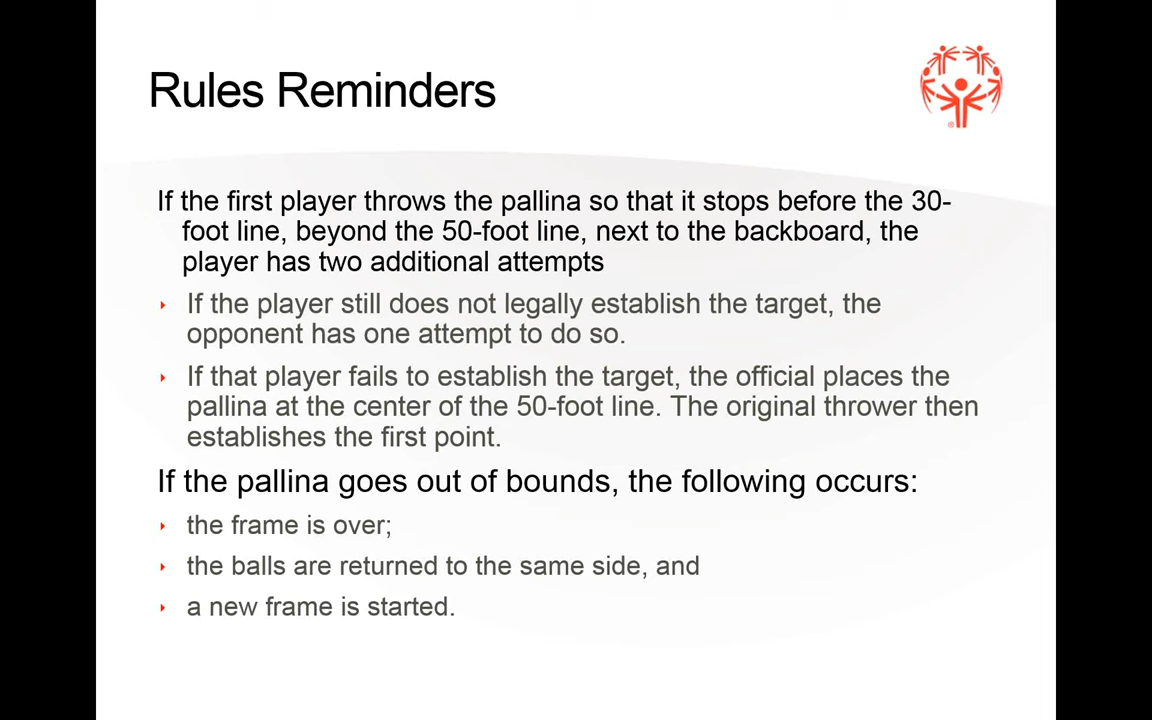 Rules Reminders
If the first player throws the pallina so that it stops before the 30-
foot line, beyond the 50-foot line, next to the backboard, the
player has two additional attempts
If the player still does not legally establish the target, the
opponent has one attempt to do so.
If that player fails to establish the target, the official places the
pallina at the center of the 50-foot line. The original thrower then
establishes the first point.
If the pallina goes out of bounds, the following occurs:
the frame is over;
the balls are returned to the same side, and
a new frame is started.